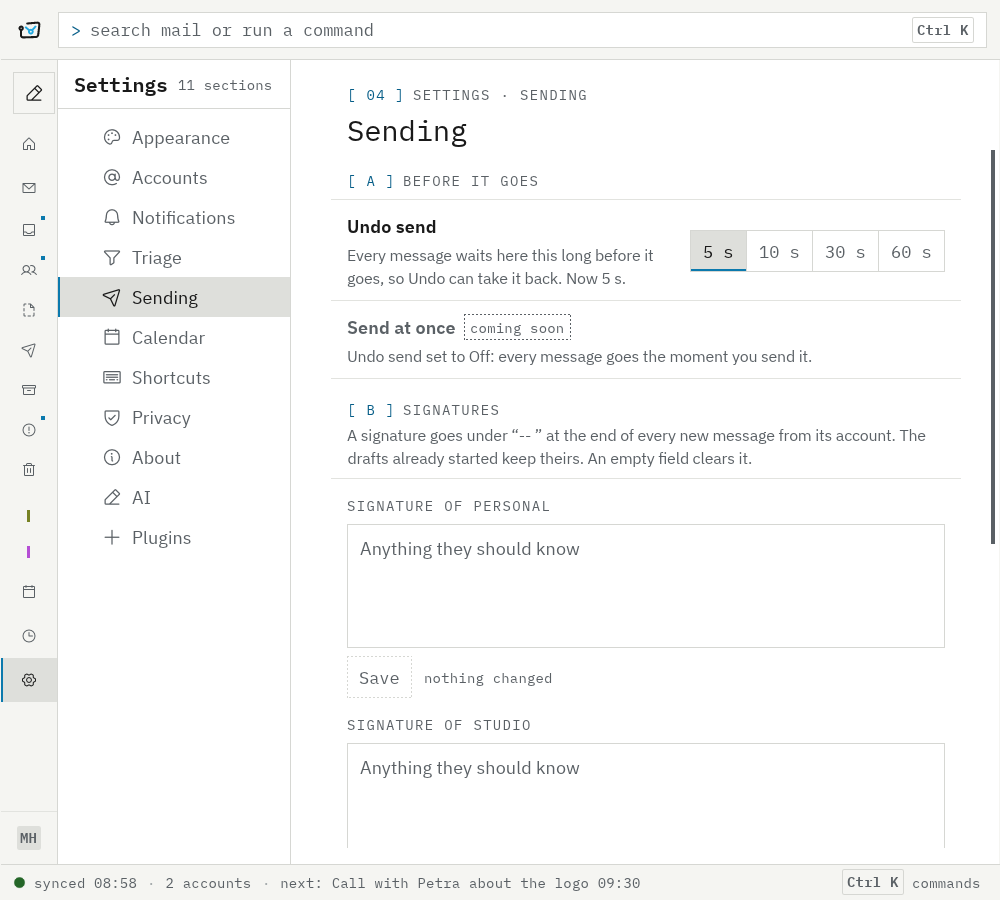 > search mail or run a command
Ctrl K
Settings 11 sections
Appearance
Accounts
Notifications
Triage
Sending
Calendar
Shortcuts
Privacy
About
AI
Plugins
MH
[ 04 ] SETTINGS · SENDING
Sending
[ A ] BEFORE IT GOES
Undo send
Every message waits here this long before it
goes, so Undo can take it back. Now 5 s.
5 s 10 s 30 s 60 s
Send at once coming soon
Undo send set to Off: every message goes the moment you send it.
[ B ] SIGNATURES
A signature goes under “-- ” at the end of every new message from its account. The
drafts already started keep theirs. An empty field clears it.
SIGNATURE OF PERSONAL
Anything they should know
Save nothing changed
SIGNATURE OF STUDIO
Anything they should know
synced 08:58 · 2 accounts · next: Call with Petra about the logo 09:30
Ctrl K commands